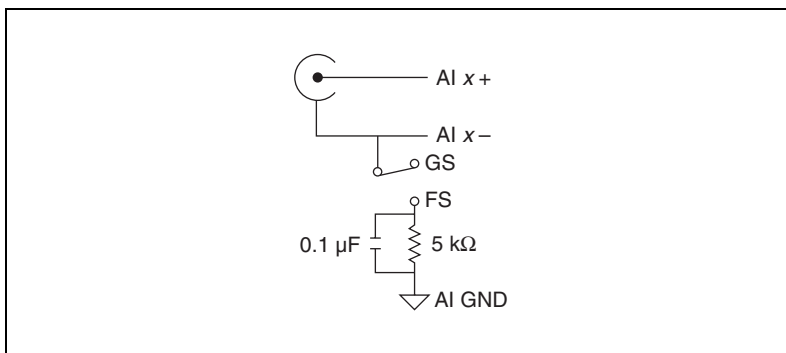 AI x+
AI x–
GS
FS
0.1 μF
5 kΩ
AI GND